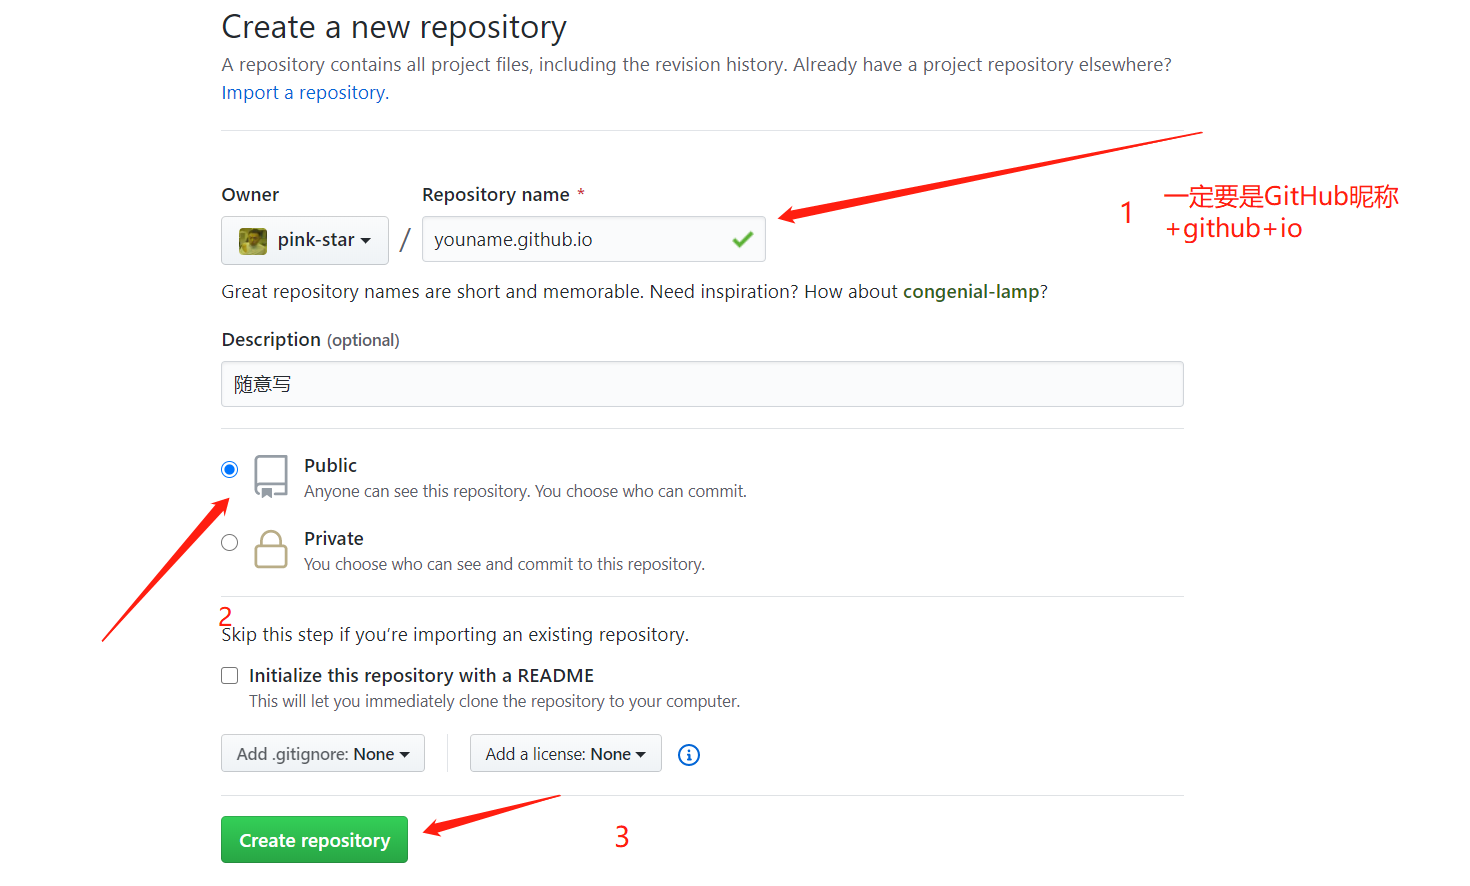 Create a new repository
A repository contains all project files, including the revision history. Already have a project repository elsewhere?
Import a repository.
Owner
Repository name *
1
一定要是GitHub昵称
+github+io
pink-star
/
youname.github.io
Great repository names are short and memorable. Need inspiration? How about congenial-lamp?
Description (optional)
随意写
Public
Anyone can see this repository. You choose who can commit.
Private
You choose who can see and commit to this repository.
2
Skip this step if you’re importing an existing repository.
Initialize this repository with a README
This will let you immediately clone the repository to your computer.
Add .gitignore: None
Add a license: None
Create repository
3